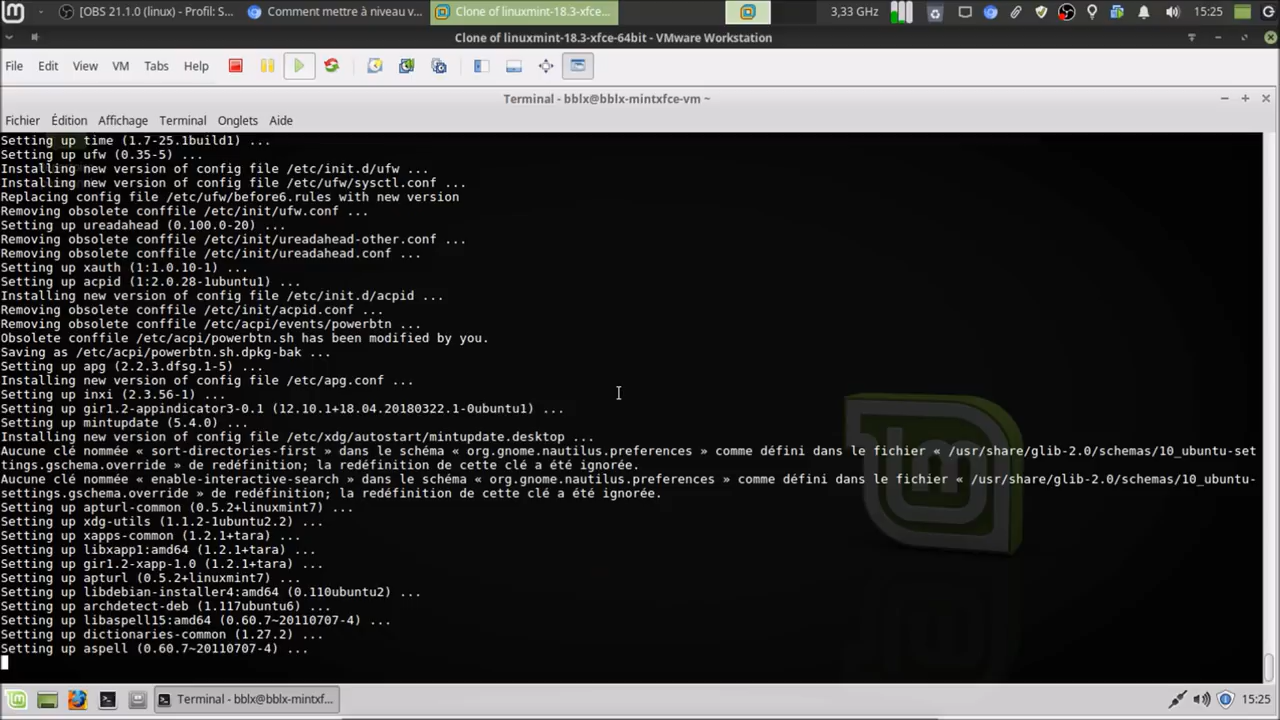 [OBS 21.1.0 (linux) - Profil: S...
Comment mettre à niveau v...
Clone of linuxmint-18.3-xfce...
3,33 GHz
15:25
Clone of linuxmint-18.3-xfce-64bit - VMware Workstation
File Edit View VM Tabs Help
Terminal - bblx@bblx-mintxfce-vm ~
Fichier Édition Affichage Terminal Onglets Aide
Setting up time (1.7-25.1build1) ...
Setting up ufw (0.35-5) ...
Installing new version of config file /etc/init.d/ufw ...
Installing new version of config file /etc/ufw/sysctl.conf ...
Replacing config file /etc/ufw/before6.rules with new version
Removing obsolete conffile /etc/init/ufw.conf ...
Setting up ureadahead (0.100.0-20) ...
Removing obsolete conffile /etc/init/ureadahead-other.conf ...
Removing obsolete conffile /etc/init/ureadahead.conf ...
Setting up xauth (1:1.0.10-1) ...
Setting up acpid (1:2.0.28-1ubuntu1) ...
Installing new version of config file /etc/init.d/acpid ...
Removing obsolete conffile /etc/init/acpid.conf ...
Removing obsolete conffile /etc/acpi/events/powerbtn ...
Obsolete conffile /etc/acpi/powerbtn.sh has been modified by you.
Saving as /etc/acpi/powerbtn.sh.dpkg-bak ...
Setting up apg (2.2.3.dfsg.1-5) ...
Installing new version of config file /etc/apg.conf ...
Setting up inxi (2.3.56-1) ...
Setting up gir1.2-appindicator3-0.1 (12.10.1+18.04.20180322.1-0ubuntu1) ...
Setting up mintupdate (5.4.0) ...
Installing new version of config file /etc/xdg/autostart/mintupdate.desktop ...
Aucune clé nommée « sort-directories-first » dans le schéma « org.gnome.nautilus.preferences » comme défini dans le fichier « /usr/share/glib-2.0/schemas/10_ubuntu-set
tings.gschema.override » de redéfinition; la redéfinition de cette clé a été ignorée.
Aucune clé nommée « enable-interactive-search » dans le schéma « org.gnome.nautilus.preferences » comme défini dans le fichier « /usr/share/glib-2.0/schemas/10_ubuntu-
settings.gschema.override » de redéfinition; la redéfinition de cette clé a été ignorée.
Setting up apturl-common (0.5.2+linuxmint7) ...
Setting up xdg-utils (1.1.2-1ubuntu2.2) ...
Setting up xapps-common (1.2.1+tara) ...
Setting up libxapp1:amd64 (1.2.1+tara) ...
Setting up gir1.2-xapp-1.0 (1.2.1+tara) ...
Setting up apturl (0.5.2+linuxmint7) ...
Setting up libdebian-installer4:amd64 (0.110ubuntu2) ...
Setting up archdetect-deb (1.117ubuntu6) ...
Setting up libaspell15:amd64 (0.60.7~20110707-4) ...
Setting up dictionaries-common (1.27.2) ...
Setting up aspell (0.60.7~20110707-4) ...
Terminal - bblx@bblx-mintxf...
15:25